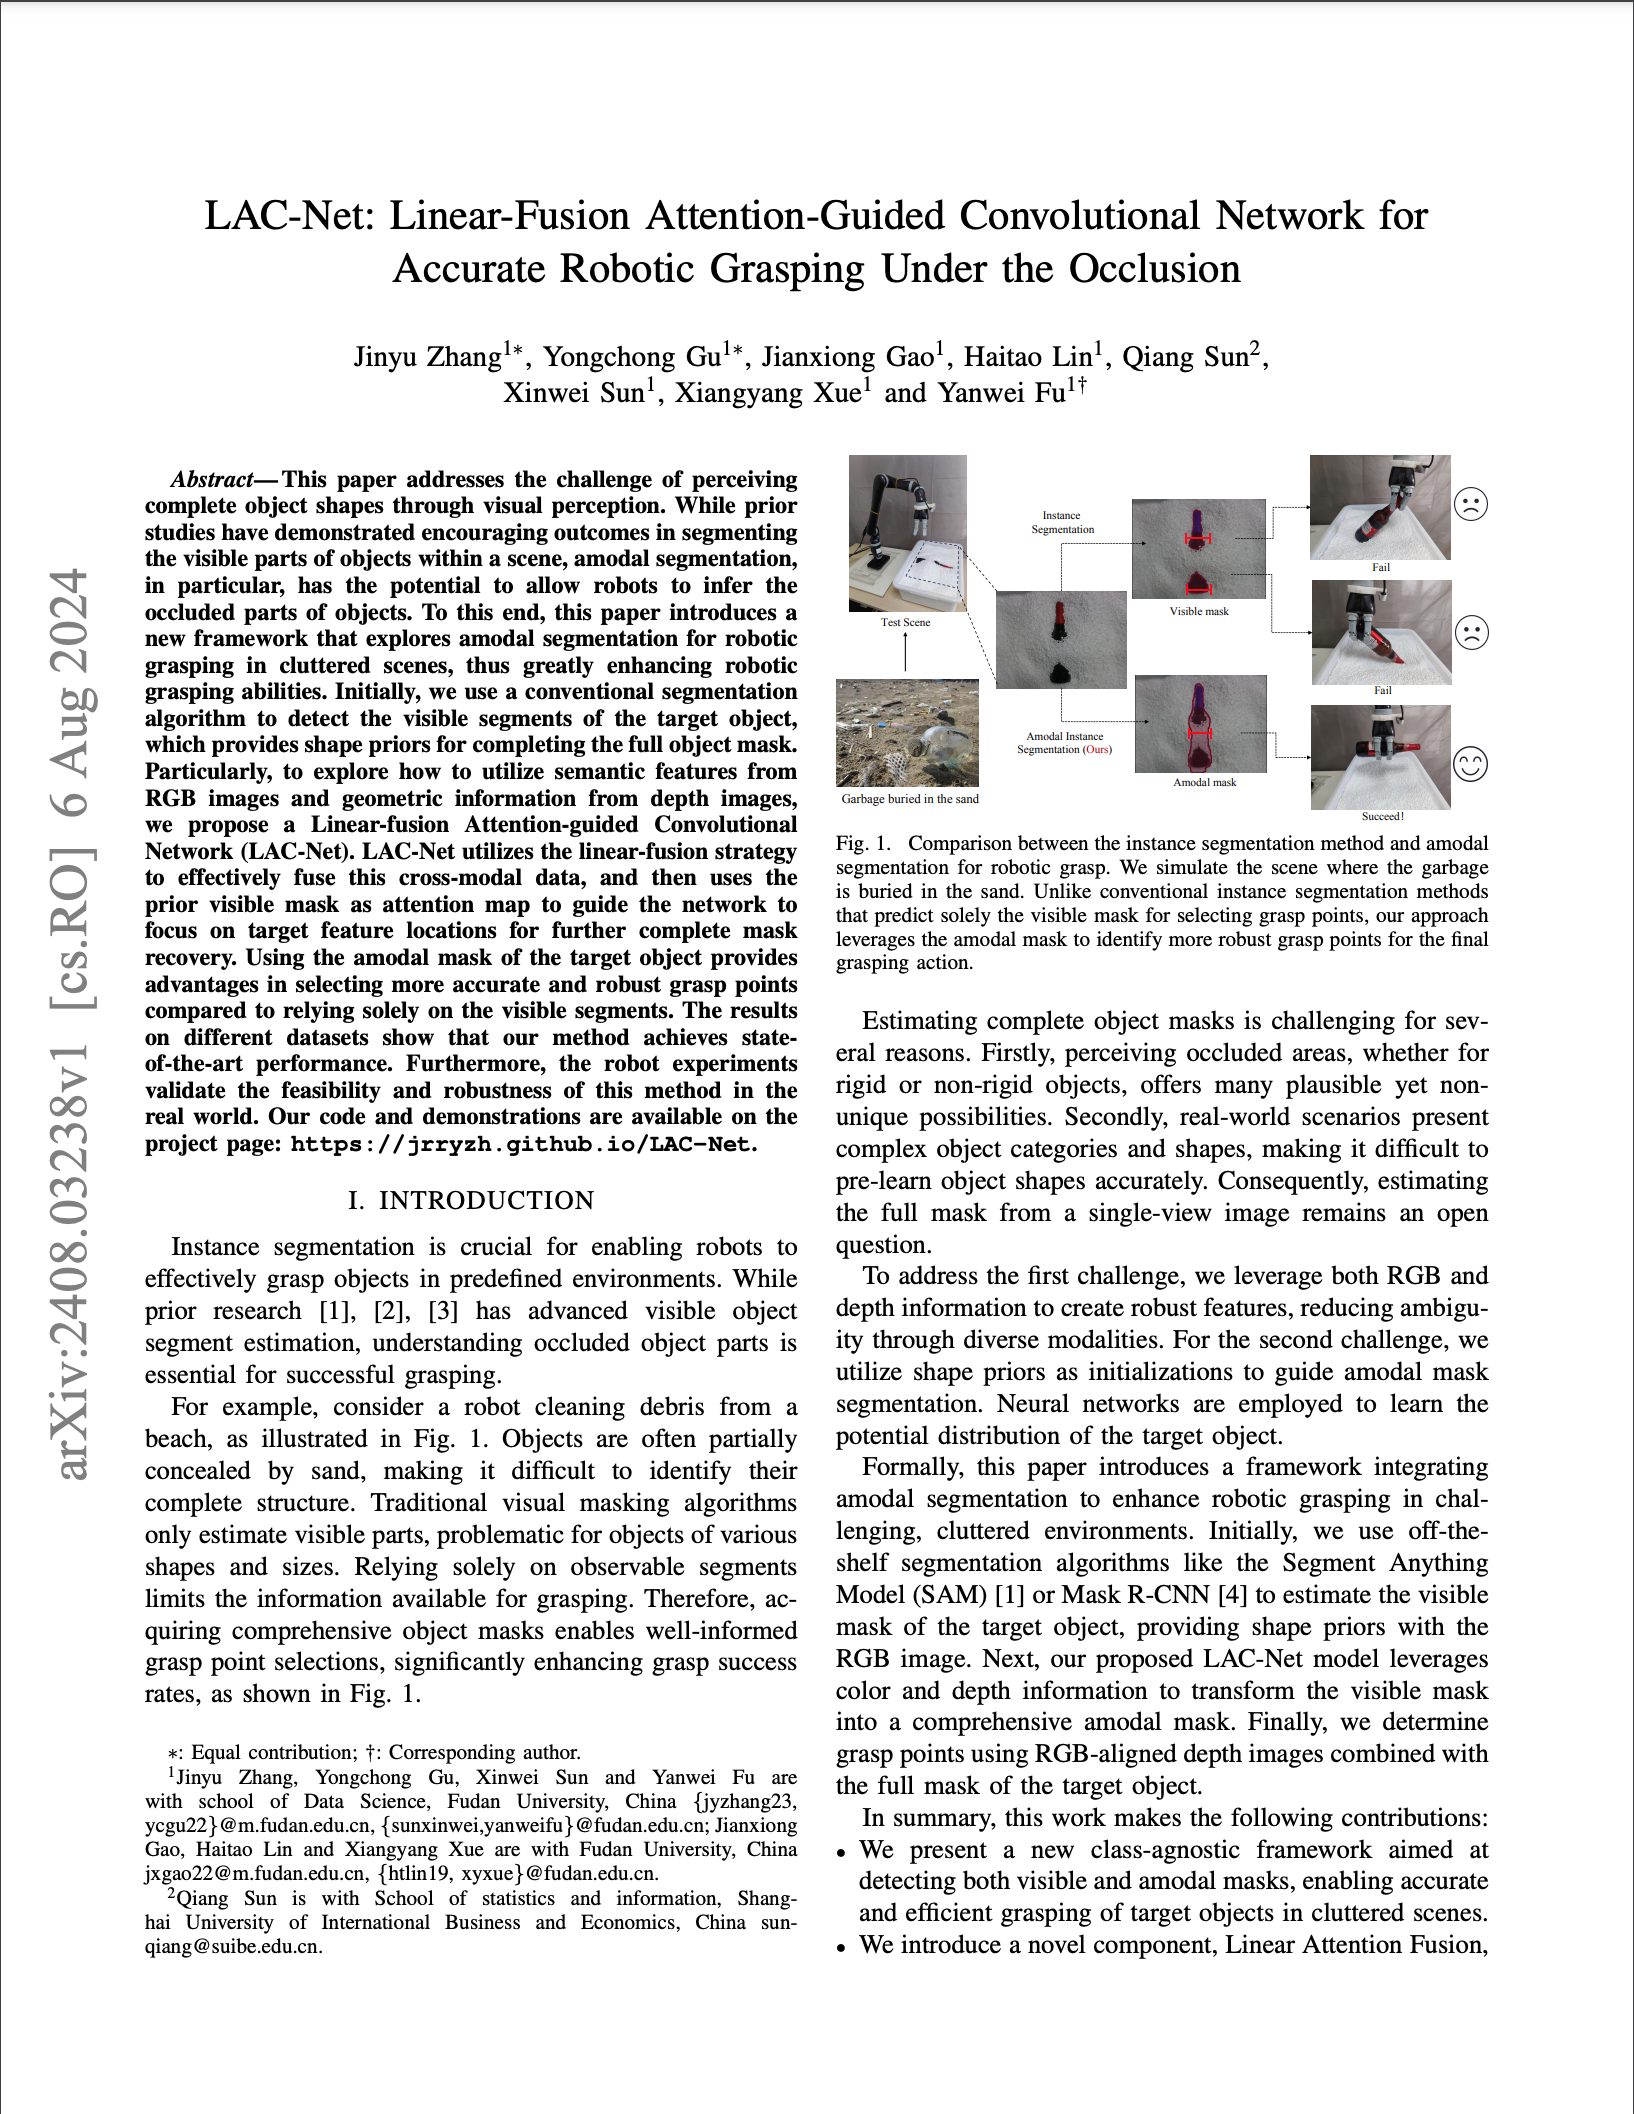 arXiv:2408.03238v1 [cs.RO] 6 Aug 2024
LAC-Net: Linear-Fusion Attention-Guided Convolutional Network for
Accurate Robotic Grasping Under the Occlusion
Jinyu Zhang1*, Yongchong Gu1*, Jianxiong Gao1, Haitao Lin1, Qiang Sun2,
Xinwei Sun1, Xiangyang Xue1 and Yanwei Fu1†
Abstract—This paper addresses the challenge of perceiving
complete object shapes through visual perception. While prior
studies have demonstrated encouraging outcomes in segmenting
the visible parts of objects within a scene, amodal segmentation,
in particular, has the potential to allow robots to infer the
occluded parts of objects. To this end, this paper introduces a
new framework that explores amodal segmentation for robotic
grasping in cluttered scenes, thus greatly enhancing robotic
grasping abilities. Initially, we use a conventional segmentation
algorithm to detect the visible segments of the target object,
which provides shape priors for completing the full object mask.
Particularly, to explore how to utilize semantic features from
RGB images and geometric information from depth images,
we propose a Linear-fusion Attention-guided Convolutional
Network (LAC-Net). LAC-Net utilizes the linear-fusion strategy
to effectively fuse this cross-modal data, and then uses the
prior visible mask as attention map to guide the network to
focus on target feature locations for further complete mask
recovery. Using the amodal mask of the target object provides
advantages in selecting more accurate and robust grasp points
compared to relying solely on the visible segments. The results
on different datasets show that our method achieves state-
of-the-art performance. Furthermore, the robot experiments
validate the feasibility and robustness of this method in the
real world. Our code and demonstrations are available on the
project page: https://jrryzh.github.io/LAC-Net.
I. INTRODUCTION
Instance segmentation is crucial for enabling robots to
effectively grasp objects in predefined environments. While
prior research [1], [2], [3] has advanced visible object
segment estimation, understanding occluded object parts is
essential for successful grasping.
For example, consider a robot cleaning debris from a
beach, as illustrated in Fig. 1. Objects are often partially
concealed by sand, making it difficult to identify their
complete structure. Traditional visual masking algorithms
only estimate visible parts, problematic for objects of various
shapes and sizes. Relying solely on observable segments
limits the information available for grasping. Therefore, ac-
quiring comprehensive object masks enables well-informed
grasp point selections, significantly enhancing grasp success
rates, as shown in Fig. 1.
*: Equal contribution; †: Corresponding author.
1Jinyu Zhang, Yongchong Gu, Xinwei Sun and Yanwei Fu are
with school of Data Science, Fudan University, China {jyzhang23,
ycgu22}@m.fudan.edu.cn, {sunxinwei,yanweifu}@fudan.edu.cn; Jianxiong
Gao, Haitao Lin and Xiangyang Xue are with Fudan University, China
jxgao22@m.fudan.edu.cn, {htlin19, xyxue}@fudan.edu.cn.
2Qiang Sun is with School of statistics and information, Shang-
hai University of International Business and Economics, China sun-
qiang@suibe.edu.cn.
Test Scene
Garbage buried in the sand
Instance
Segmentation
Amodal Instance
Segmentation (Ours)
Visible mask
Amodal mask
Fail
Fail
Succeed!
Fig. 1. Comparison between the instance segmentation method and amodal
segmentation for robotic grasp. We simulate the scene where the garbage
is buried in the sand. Unlike conventional instance segmentation methods
that predict solely the visible mask for selecting grasp points, our approach
leverages the amodal mask to identify more robust grasp points for the final
grasping action.
Estimating complete object masks is challenging for sev-
eral reasons. Firstly, perceiving occluded areas, whether for
rigid or non-rigid objects, offers many plausible yet non-
unique possibilities. Secondly, real-world scenarios present
complex object categories and shapes, making it difficult to
pre-learn object shapes accurately. Consequently, estimating
the full mask from a single-view image remains an open
question.
To address the first challenge, we leverage both RGB and
depth information to create robust features, reducing ambigu-
ity through diverse modalities. For the second challenge, we
utilize shape priors as initializations to guide amodal mask
segmentation. Neural networks are employed to learn the
potential distribution of the target object.
Formally, this paper introduces a framework integrating
amodal segmentation to enhance robotic grasping in chal-
lenging, cluttered environments. Initially, we use off-the-
shelf segmentation algorithms like the Segment Anything
Model (SAM) [1] or Mask R-CNN [4] to estimate the visible
mask of the target object, providing shape priors with the
RGB image. Next, our proposed LAC-Net model leverages
color and depth information to transform the visible mask
into a comprehensive amodal mask. Finally, we determine
grasp points using RGB-aligned depth images combined with
the full mask of the target object.
In summary, this work makes the following contributions:
• We present a new class-agnostic framework aimed at
detecting both visible and amodal masks, enabling accurate
and efficient grasping of target objects in cluttered scenes.
• We introduce a novel component, Linear Attention Fusion,